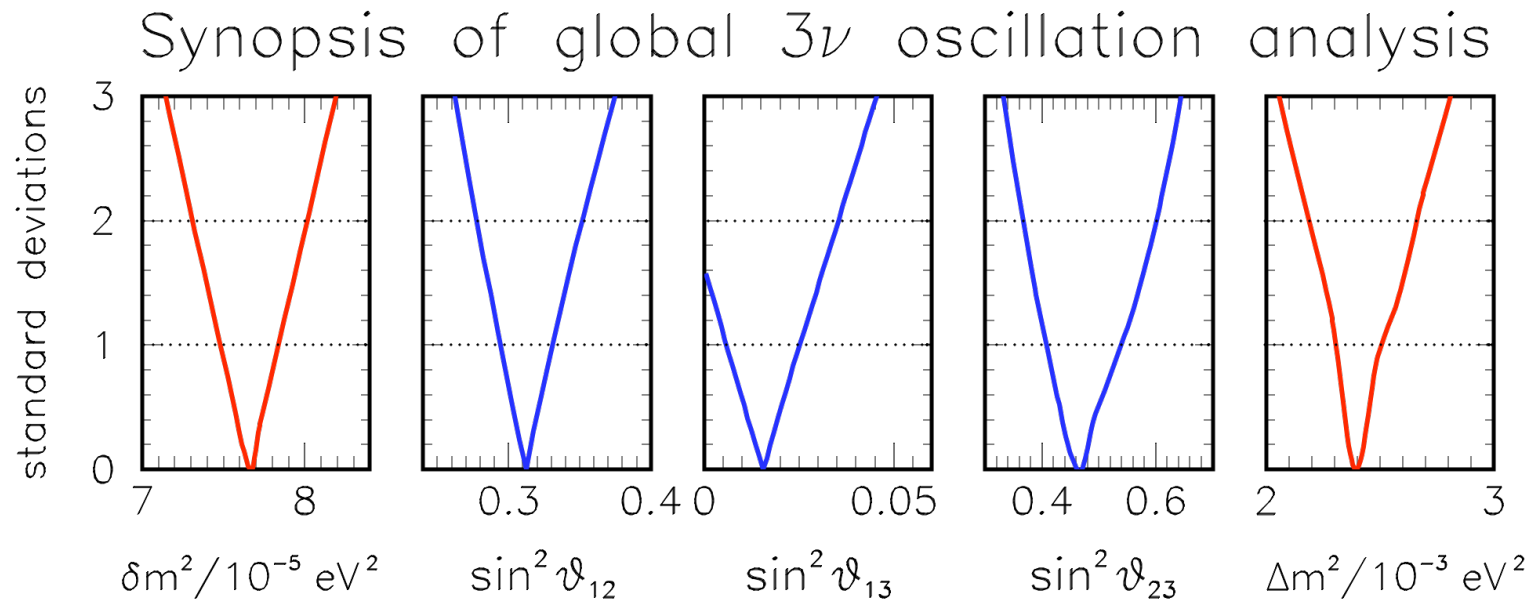 Synopsis of global 3ν oscillation analysis
standard deviations
3
2
1
0
7 8
0.3 0.4
0 0.05
0.4 0.6
2 3
δm²/10⁻⁵ eV²
sin²ϑ₁₂
sin²ϑ₁₃
sin²ϑ₂₃
Δm²/10⁻³ eV²